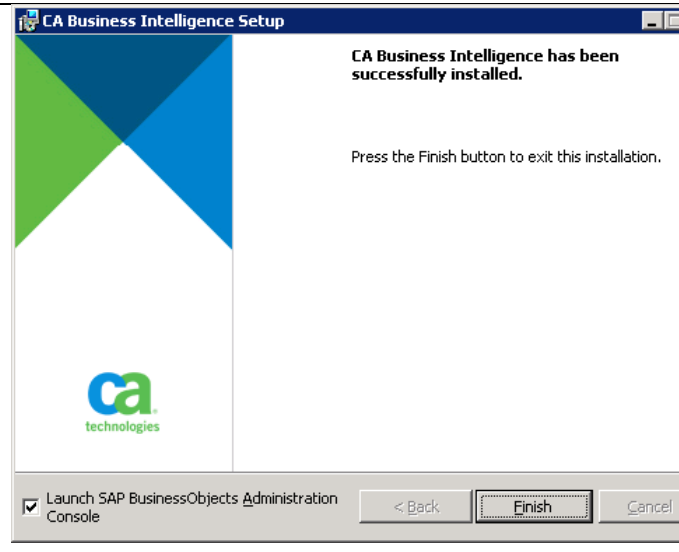 CA Business Intelligence Setup
CA Business Intelligence has been
successfully installed.
Press the Finish button to exit this installation.
ca
technologies
Launch SAP BusinessObjects Administration
Console
< Back
Finish
Cancel